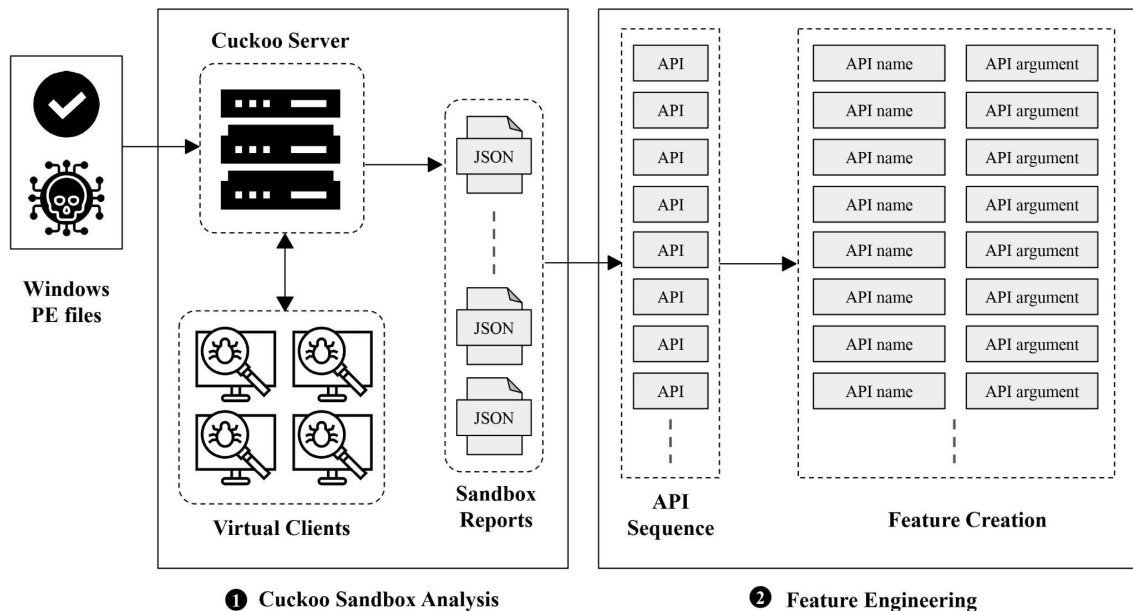 Windows
PE files
Cuckoo Server
Virtual Clients
JSON
JSON
JSON
Sandbox
Reports
❶ Cuckoo Sandbox Analysis
API
API
API
API
API
API
API
API
API
Sequence
API name API argument
API name API argument
API name API argument
API name API argument
API name API argument
API name API argument
API name API argument
API name API argument
Feature Creation
❷ Feature Engineering